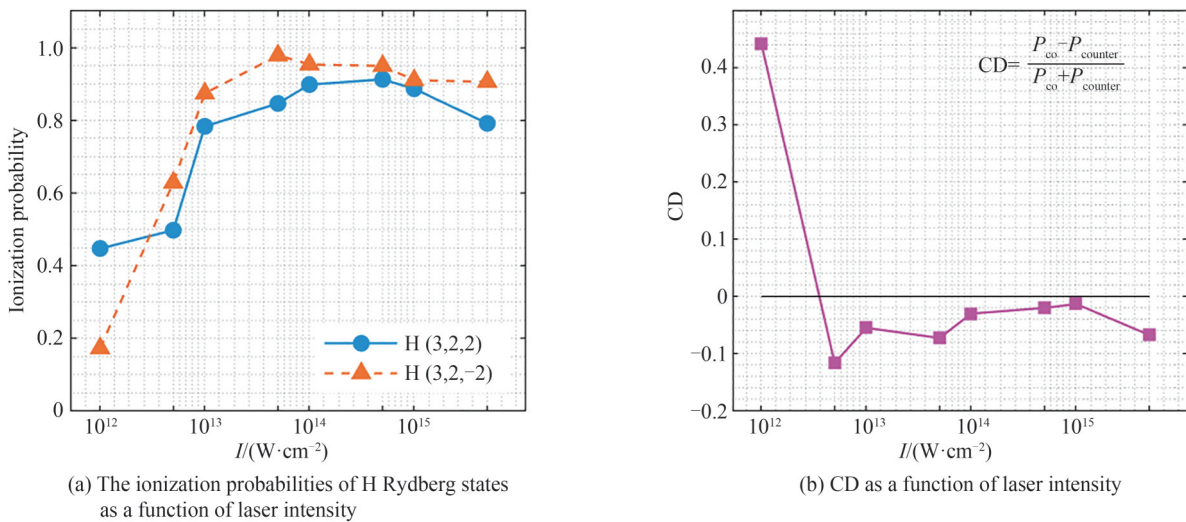 1.0
0.8
0.6
0.4
0.2
0
Ionization probability
H (3,2,2)
H (3,2,−2)
10¹²
10¹³
10¹⁴
10¹⁵
I/(W·cm⁻²)
(a) The ionization probabilities of H Rydberg states
as a function of laser intensity
0.4
0.3
0.4
0.1
0
−0.1
−0.2
CD
CD= (P_co−P_counter)/(P_co+P_counter)
10¹²
10¹³
10¹⁴
10¹⁵
I/(W·cm⁻²)
(b) CD as a function of laser intensity